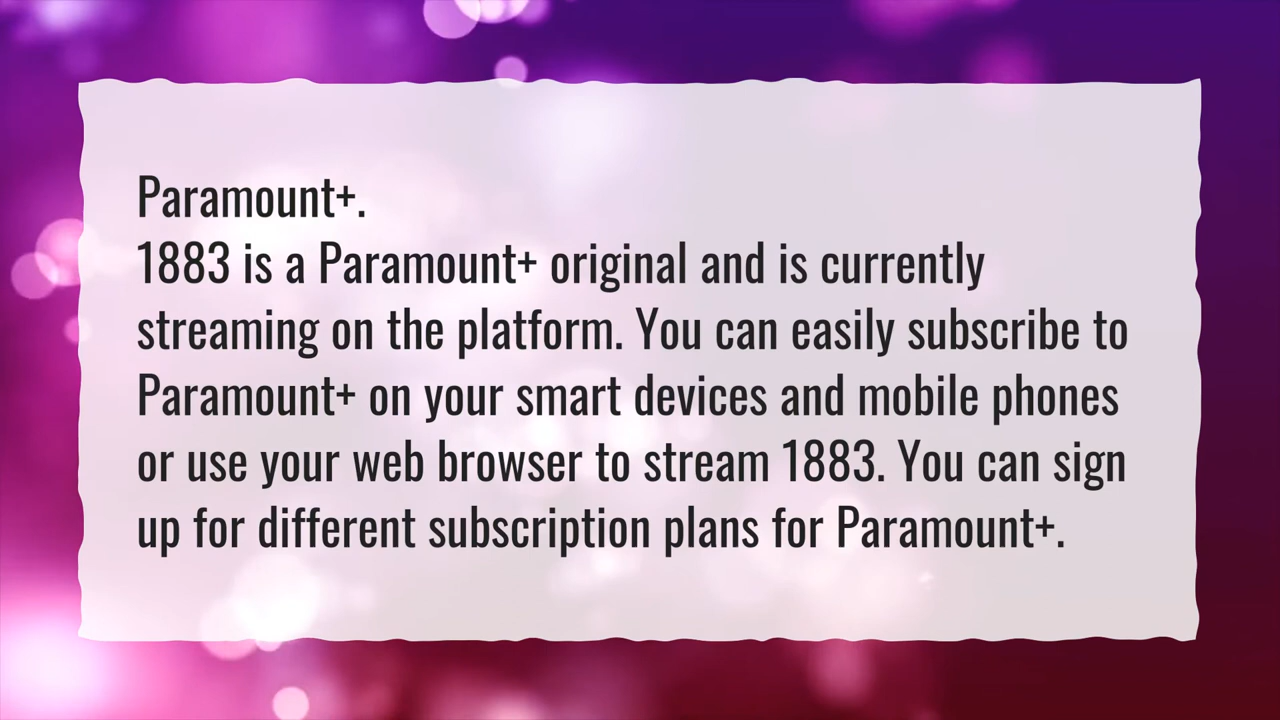 Paramount+.
1883 is a Paramount+ original and is currently
streaming on the platform. You can easily subscribe to
Paramount+ on your smart devices and mobile phones
or use your web browser to stream 1883. You can sign
up for different subscription plans for Paramount+.